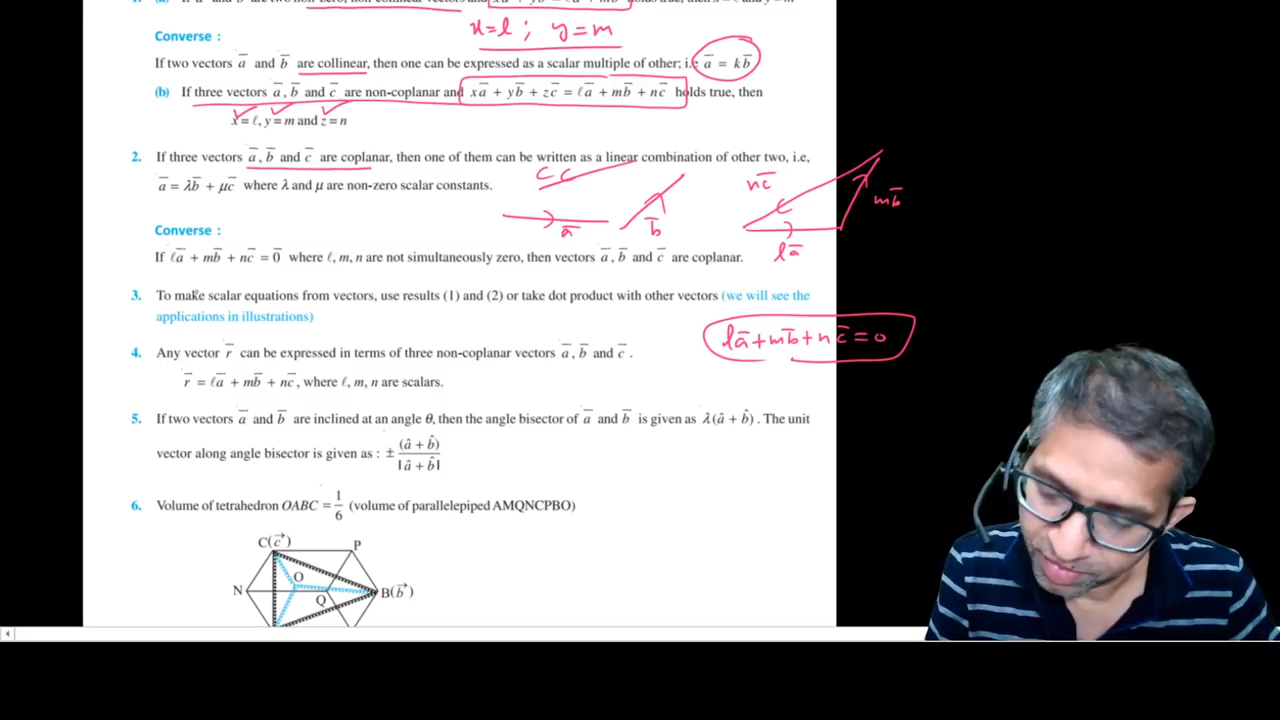 x=l ; y=m
Converse :
If two vectors a̅ and b̅ are collinear, then one can be expressed as a scalar multiple of other; i.e a̅ = kb̅
(b) If three vectors a̅, b̅ and c̅ are non-coplanar and xa̅ + yb̅ + zc̅ = ℓa̅ + mb̅ + nc̅ holds true, then
x = ℓ, y = m and z = n
2. If three vectors a̅, b̅ and c̅ are coplanar, then one of them can be written as a linear combination of other two, i.e,
a̅ = λb̅ + μc̅ where λ and μ are non-zero scalar constants.
nc̅
mb̅
a̅
b̅
la̅
Converse :
If ℓa̅ + mb̅ + nc̅ = 0̅ where ℓ, m, n are not simultaneously zero, then vectors a̅, b̅ and c̅ are coplanar.
3. To make scalar equations from vectors, use results (1) and (2) or take dot product with other vectors (we will see the
applications in illustrations)
la̅+mb̅+nc̅=0
4. Any vector r̅ can be expressed in terms of three non-coplanar vectors a̅, b̅ and c̅.
r̅ = ℓa̅ + mb̅ + nc̅, where ℓ, m, n are scalars.
5. If two vectors a̅ and b̅ are inclined at an angle θ, then the angle bisector of a̅ and b̅ is given as λ(â + b̂). The unit
vector along angle bisector is given as : ± (â + b̂) / |â + b̂|
6. Volume of tetrahedron OABC = 1/6 (volume of parallelepiped AMQNCPBO)
C(c⃗) P
O
N Q B(b⃗)